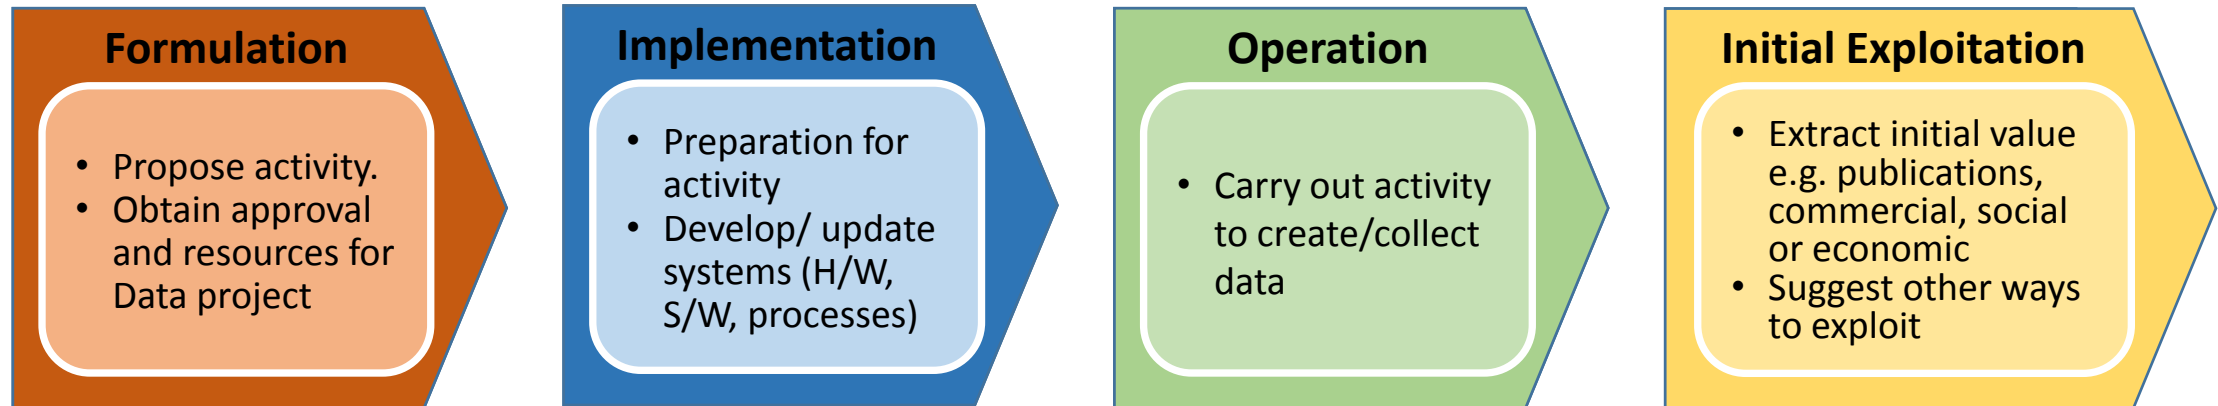 Formulation
• Propose activity.
• Obtain approval
and resources for
Data project
Implementation
• Preparation for
activity
• Develop/ update
systems (H/W,
S/W, processes)
Operation
• Carry out activity
to create/collect
data
Initial Exploitation
• Extract initial value
e.g. publications,
commercial, social
or economic
• Suggest other ways
to exploit